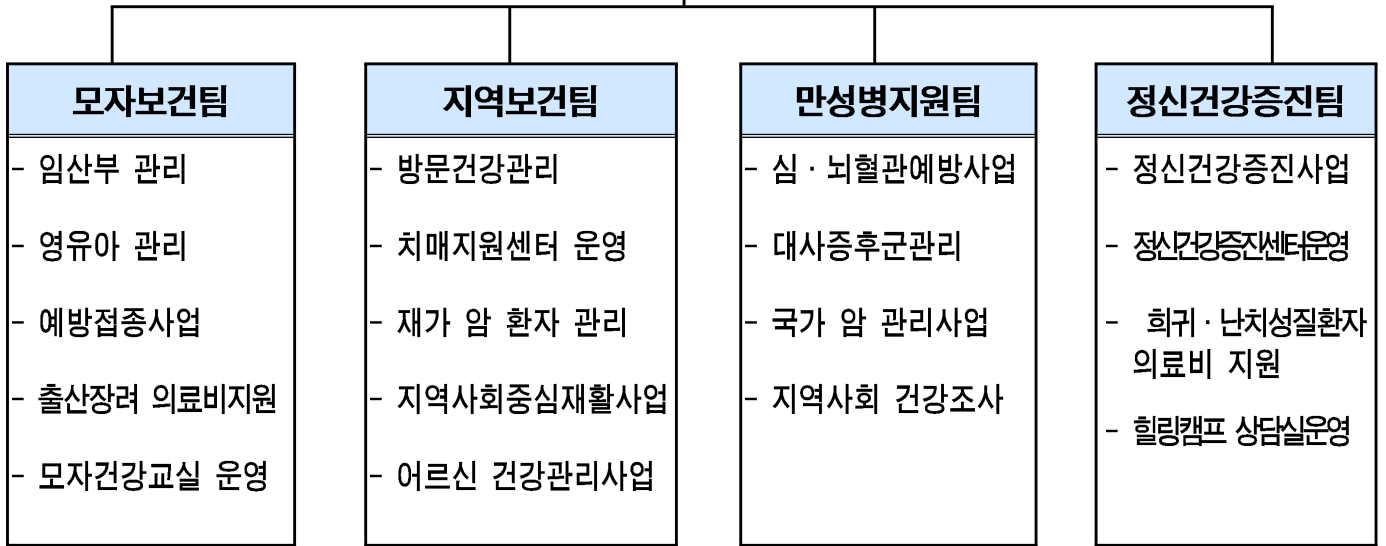 모자보건팀
- 임산부 관리
- 영유아 관리
- 예방접종사업
- 출산장려 의료비지원
- 모자건강교실 운영
지역보건팀
- 방문건강관리
- 치매지원센터 운영
- 재가 암 환자 관리
- 지역사회중심재활사업
- 어르신 건강관리사업
만성병지원팀
- 심·뇌혈관예방사업
- 대사증후군관리
- 국가 암 관리사업
- 지역사회 건강조사
정신건강증진팀
- 정신건강증진사업
- 정신건강증진센터운영
- 희귀·난치성질환자
의료비 지원
- 힐링캠프 상담실운영